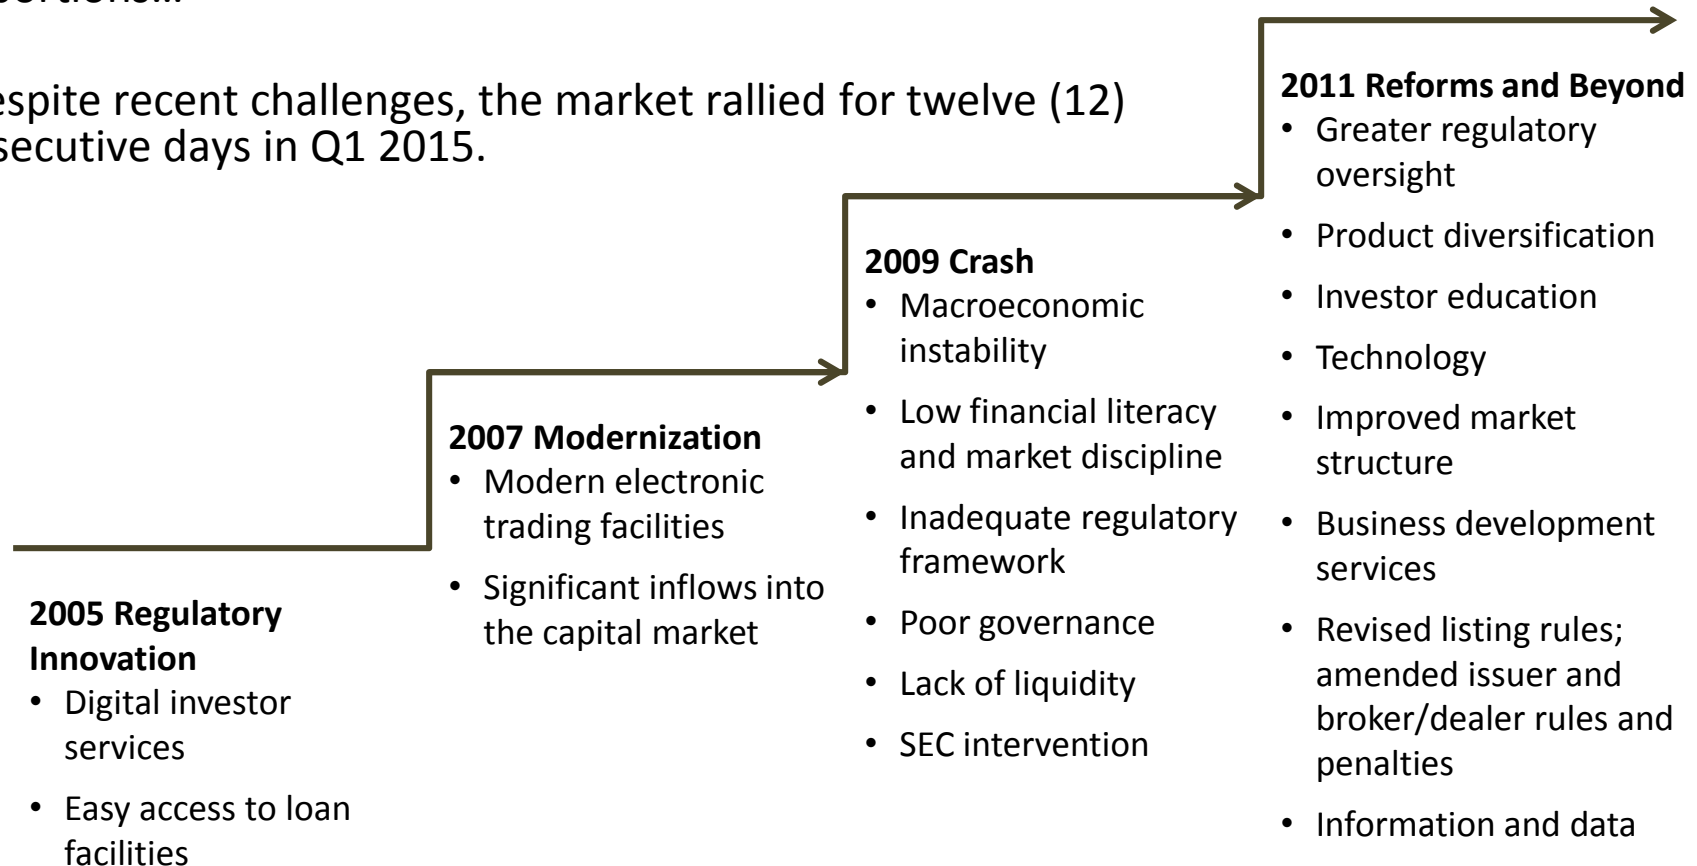 espite recent challenges, the market rallied for twelve (12)
secutive days in Q1 2015.
2005 Regulatory
Innovation
• Digital investor
services
• Easy access to loan
facilities
2007 Modernization
• Modern electronic
trading facilities
• Significant inflows into
the capital market
2009 Crash
• Macroeconomic
instability
• Low financial literacy
and market discipline
• Inadequate regulatory
framework
• Poor governance
• Lack of liquidity
• SEC intervention
2011 Reforms and Beyond
• Greater regulatory
oversight
• Product diversification
• Investor education
• Technology
• Improved market
structure
• Business development
services
• Revised listing rules;
amended issuer and
broker/dealer rules and
penalties
• Information and data